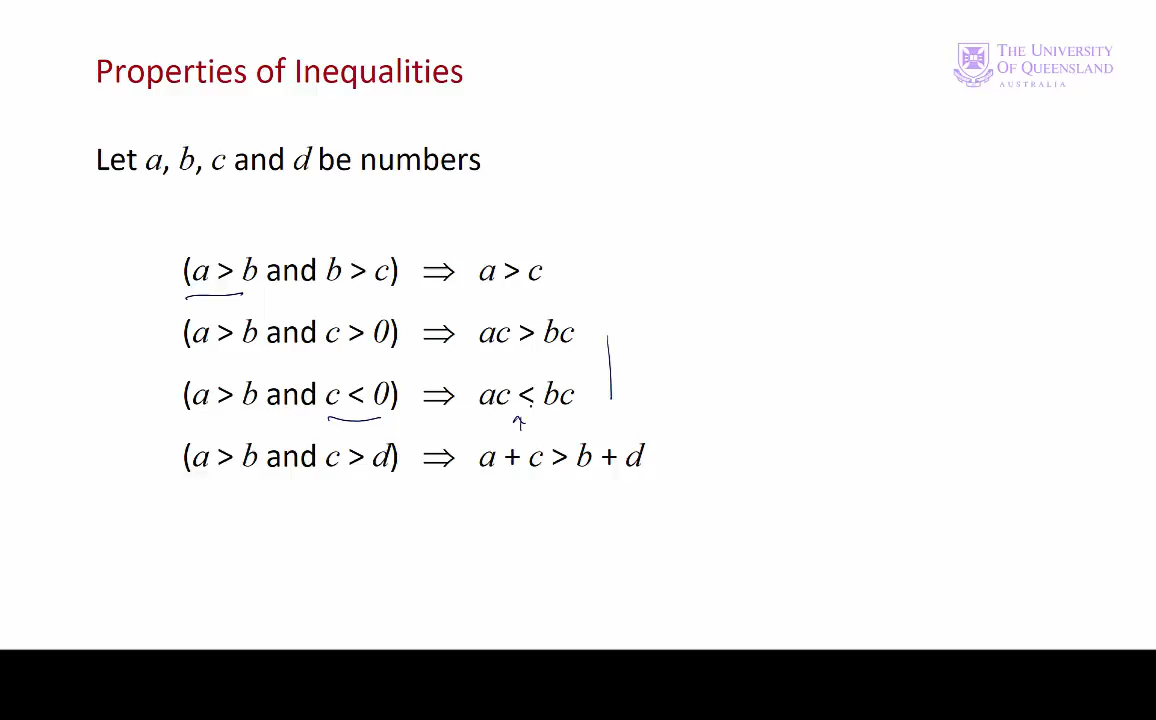 Properties of Inequalities
THE UNIVERSITY
OF QUEENSLAND
AUSTRALIA
Let a, b, c and d be numbers
(a > b and b > c) ⇒ a > c
(a > b and c > 0) ⇒ ac > bc
(a > b and c < 0) ⇒ ac < bc
(a > b and c > d) ⇒ a + c > b + d